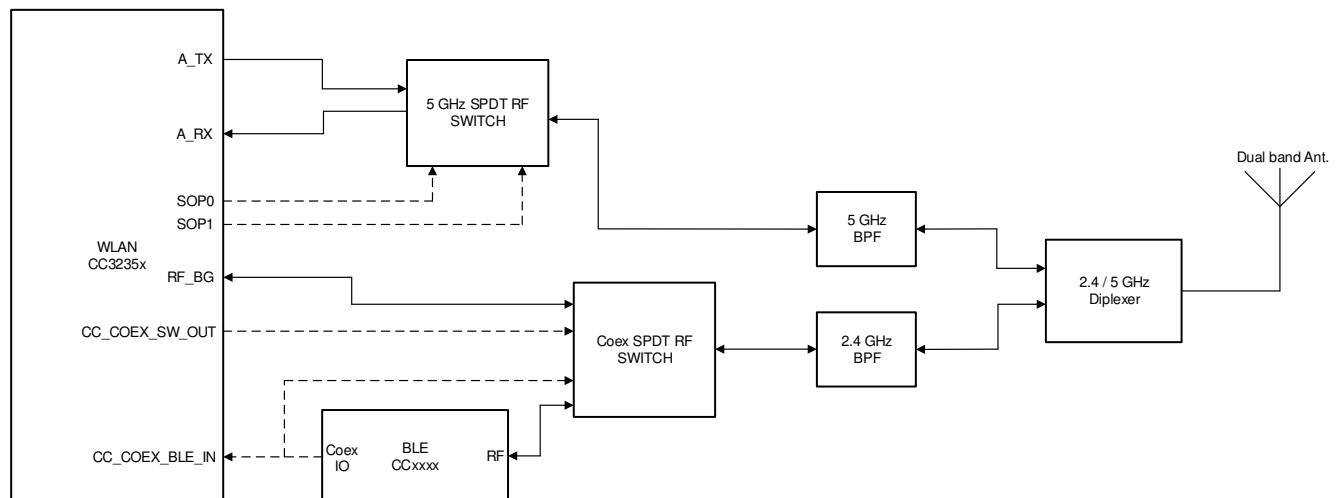 A_TX
A_RX
SOP0
SOP1
WLAN
CC3235x
RF_BG
CC_COEX_SW_OUT
CC_COEX_BLE_IN
5 GHz SPDT RF
SWITCH
Coex SPDT RF
SWITCH
Coex
IO
BLE
CCxxxx
RF
5 GHz
BPF
2.4 GHz
BPF
2.4 / 5 GHz
Diplexer
Dual band Ant.